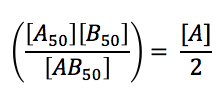 ([A₅₀][B₅₀] / [AB₅₀]) = [A] / 2